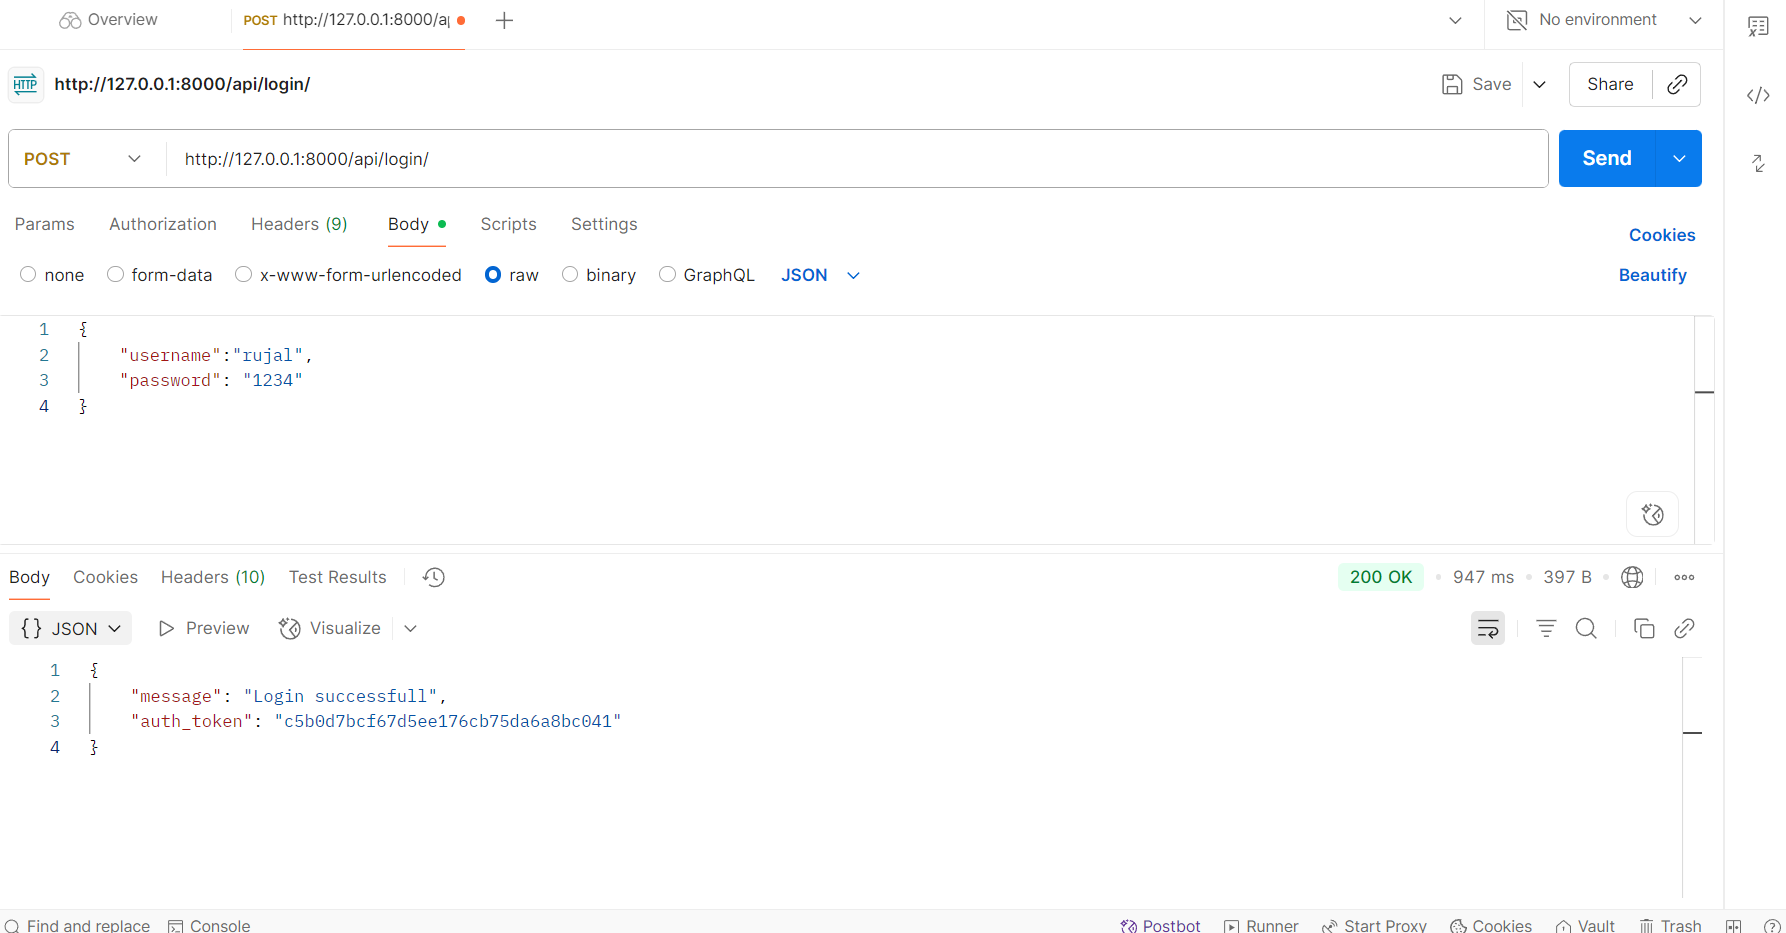 Overview
POST http://127.0.0.1:8000/a
No environment
HTTP
http://127.0.0.1:8000/api/login/
Save
Share
POST
http://127.0.0.1:8000/api/login/
Send
Params
Authorization
Headers (9)
Body
Scripts
Settings
Cookies
none
form-data
x-www-form-urlencoded
raw
binary
GraphQL
JSON
Beautify
1 {
2 "username":"rujal",
3 "password": "1234"
4 }
Body
Cookies
Headers (10)
Test Results
200 OK
947 ms
397 B
{} JSON
Preview
Visualize
1 {
2 "message": "Login successfull",
3 "auth_token": "c5b0d7bcf67d5ee176cb75da6a8bc041"
4 }
Find and replace
Console
Postbot
Runner
Start Proxy
Cookies
Vault
Trash